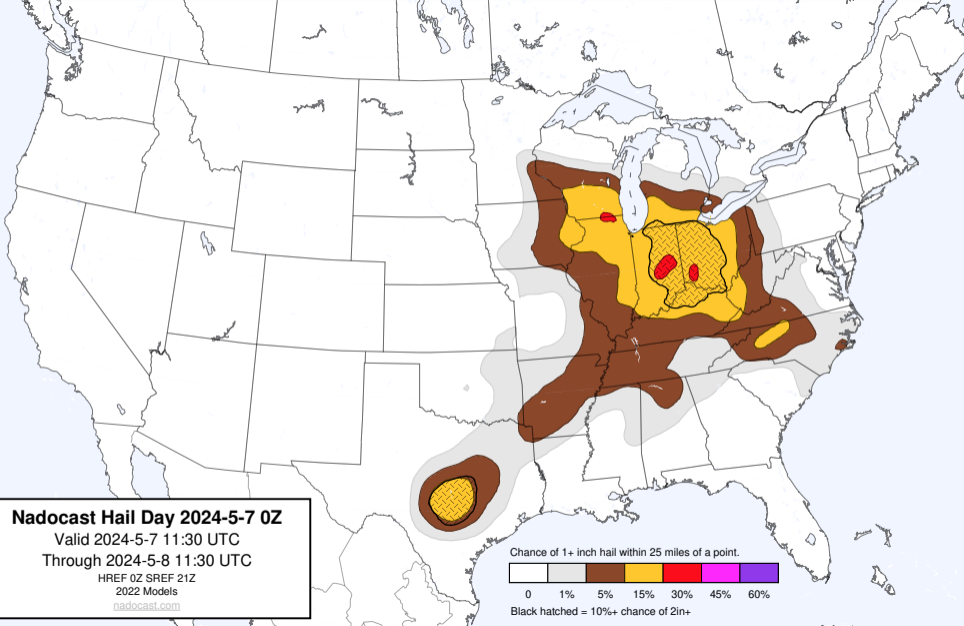 Nadocast Hail Day 2024-5-7 0Z
Valid 2024-5-7 11:30 UTC
Through 2024-5-8 11:30 UTC
HREF 0Z SREF 21Z
2022 Models
nadocast.com
Chance of 1+ inch hail within 25 miles of a point.
0 1% 5% 15% 30% 45% 60%
Black hatched = 10%+ chance of 2in+